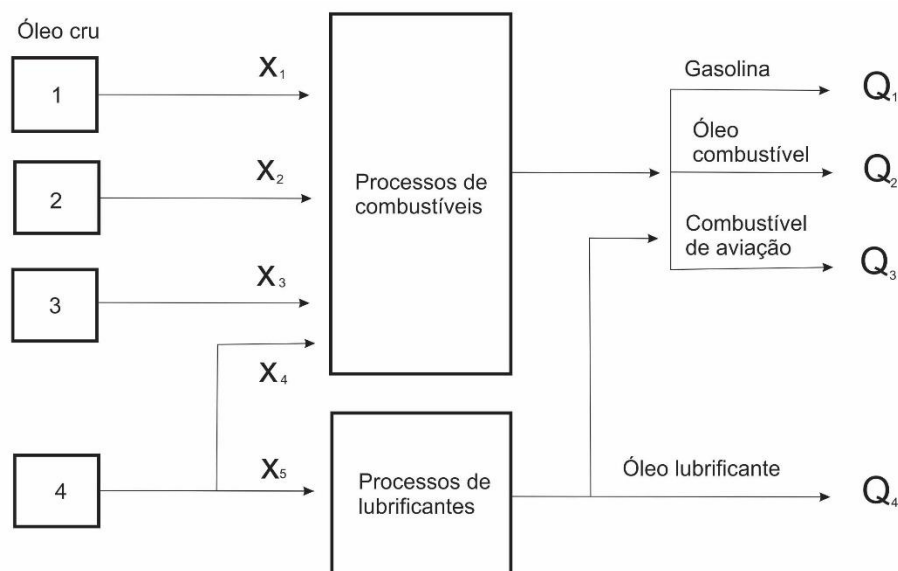 Óleo cru
1
X₁
2
X₂
3
X₃
X₄
4
X₅
Processos de
combustíveis
Processos de
lubrificantes
Gasolina
Q₁
Óleo
combustível
Q₂
Combustível
de aviação
Q₃
Óleo lubrificante
Q₄